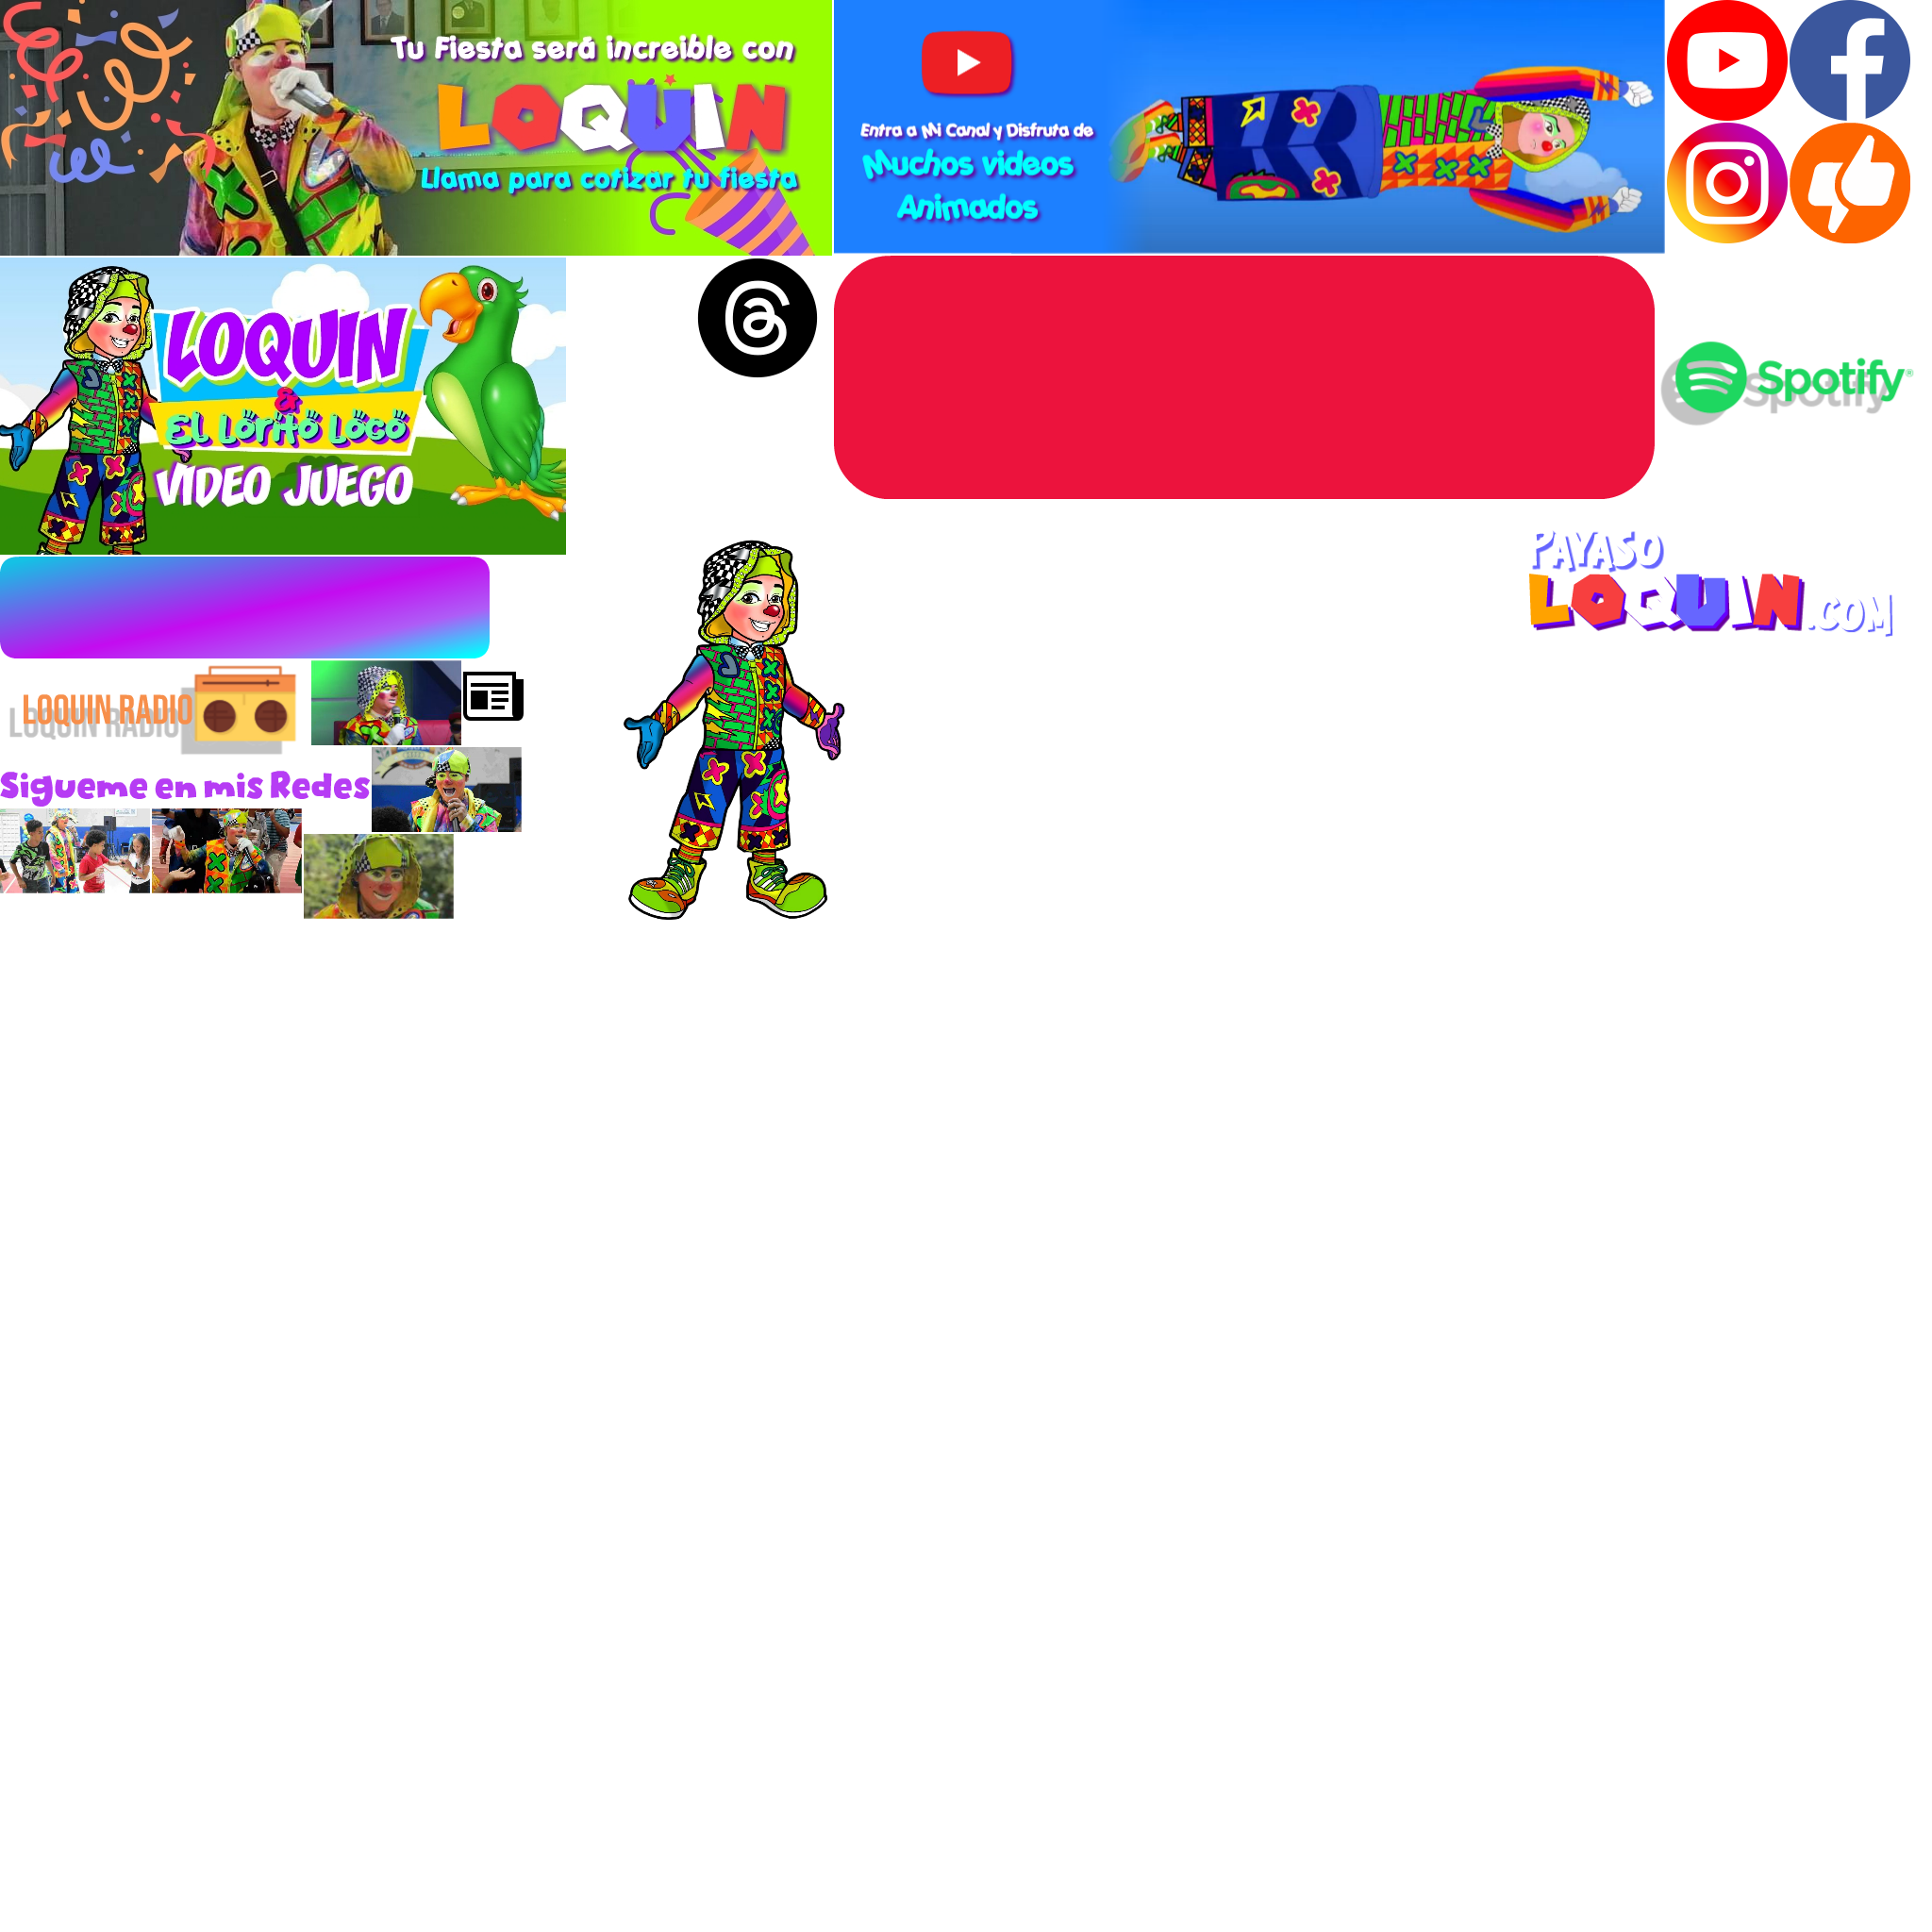 Tu Fiesta será increible con
LOQUIN
Llama para cotizar tu fiesta
Entra a Mi Canal y Disfruta de
Muchos videos
Animados
LOQUIN
&
El Lorito Loco
VIDEO JUEGO
Spotify
PAYASO
LOQUIN.COM
LOQUIN RADIO
Sigueme en mis Redes